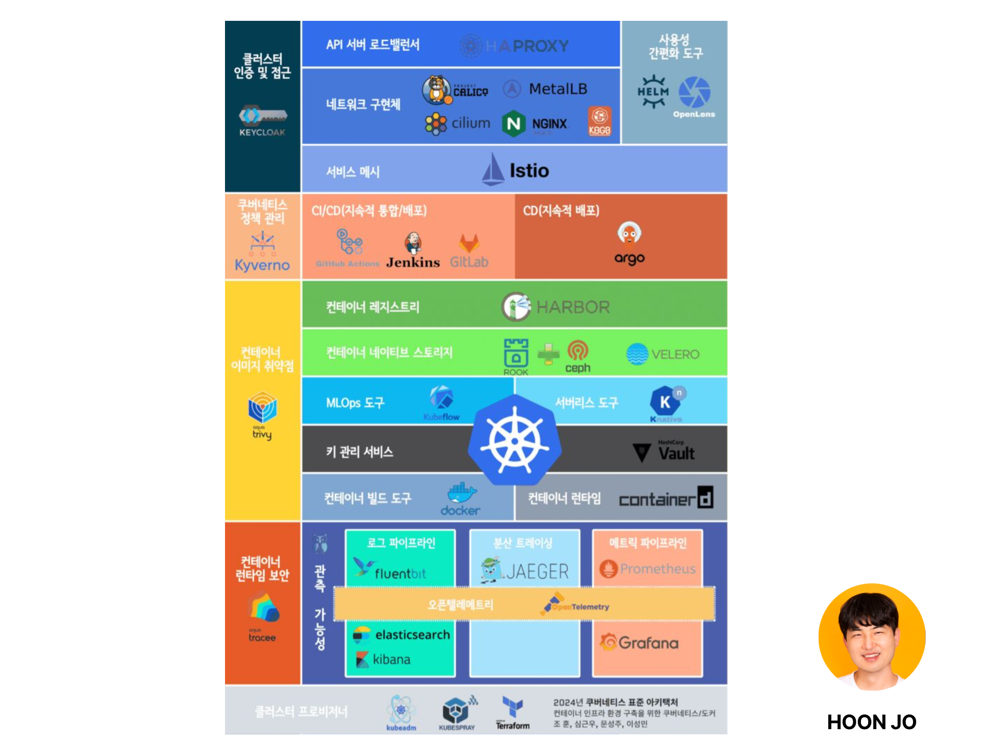 클러스터
인증 및 접근
KEYCLOAK
API 서버 로드밸런서
HAPROXY
네트워크 구현체
PROJECT
CALICO
MetalLB
cilium
N
NGINX
K8GB
사용성
간편화 도구
HELM
OpenLens
서비스 메시
Istio
쿠버네티스
정책 관리
Kyverno
CI/CD(지속적 통합/배포)
GitHub Actions
Jenkins
GitLab
CD(지속적 배포)
argo
컨테이너
이미지 취약점
aqua
trivy
컨테이너 레지스트리
HARBOR
컨테이너 네이티브 스토리지
ROOK
ceph
VELERO
MLOps 도구
Kubeflow
서버리스 도구
K
n
Knative
키 관리 서비스
HashiCorp
Vault
컨테이너 빌드 도구
docker
컨테이너 런타임
containerd
컨테이너
런타임 보안
aqua
tracee
관측 가능성
로그 파이프라인
fluentbit
분산 트레이싱
JAEGER
메트릭 파이프라인
Prometheus
오픈텔레메트리
OpenTelemetry
elasticsearch
kibana
Grafana
클러스터 프로비저너
kubeadm
KUBESPRAY
Terraform
2024년 쿠버네티스 표준 아키택처
컨테이너 인프라 환경 구축을 위한 쿠버네티스/도커
조 훈, 심근우, 문성주, 이성민
HOON JO